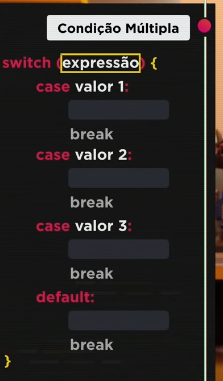 Condição Múltipla
switch (expressão) {
case valor 1:
break
case valor 2:
break
case valor 3:
break
default:
break
}